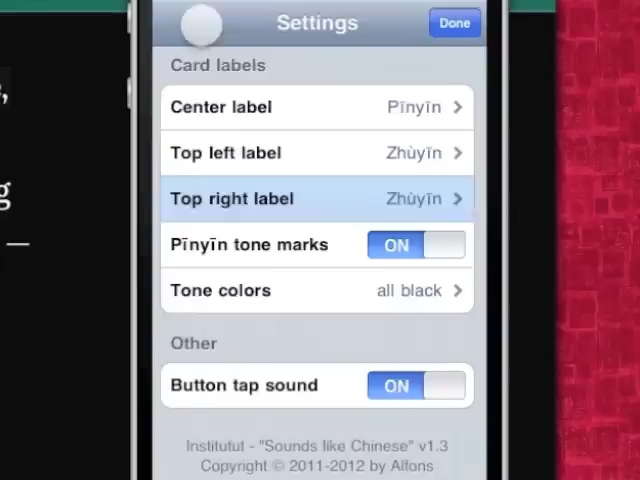 Settings
Done
Card labels
Center label Pīnyīn
Top left label Zhùyīn
Top right label Zhùyīn
Pīnyīn tone marks ON
Tone colors all black
Other
Button tap sound ON
Institutut - "Sounds like Chinese" v1.3
Copyright © 2011-2012 by Alfons